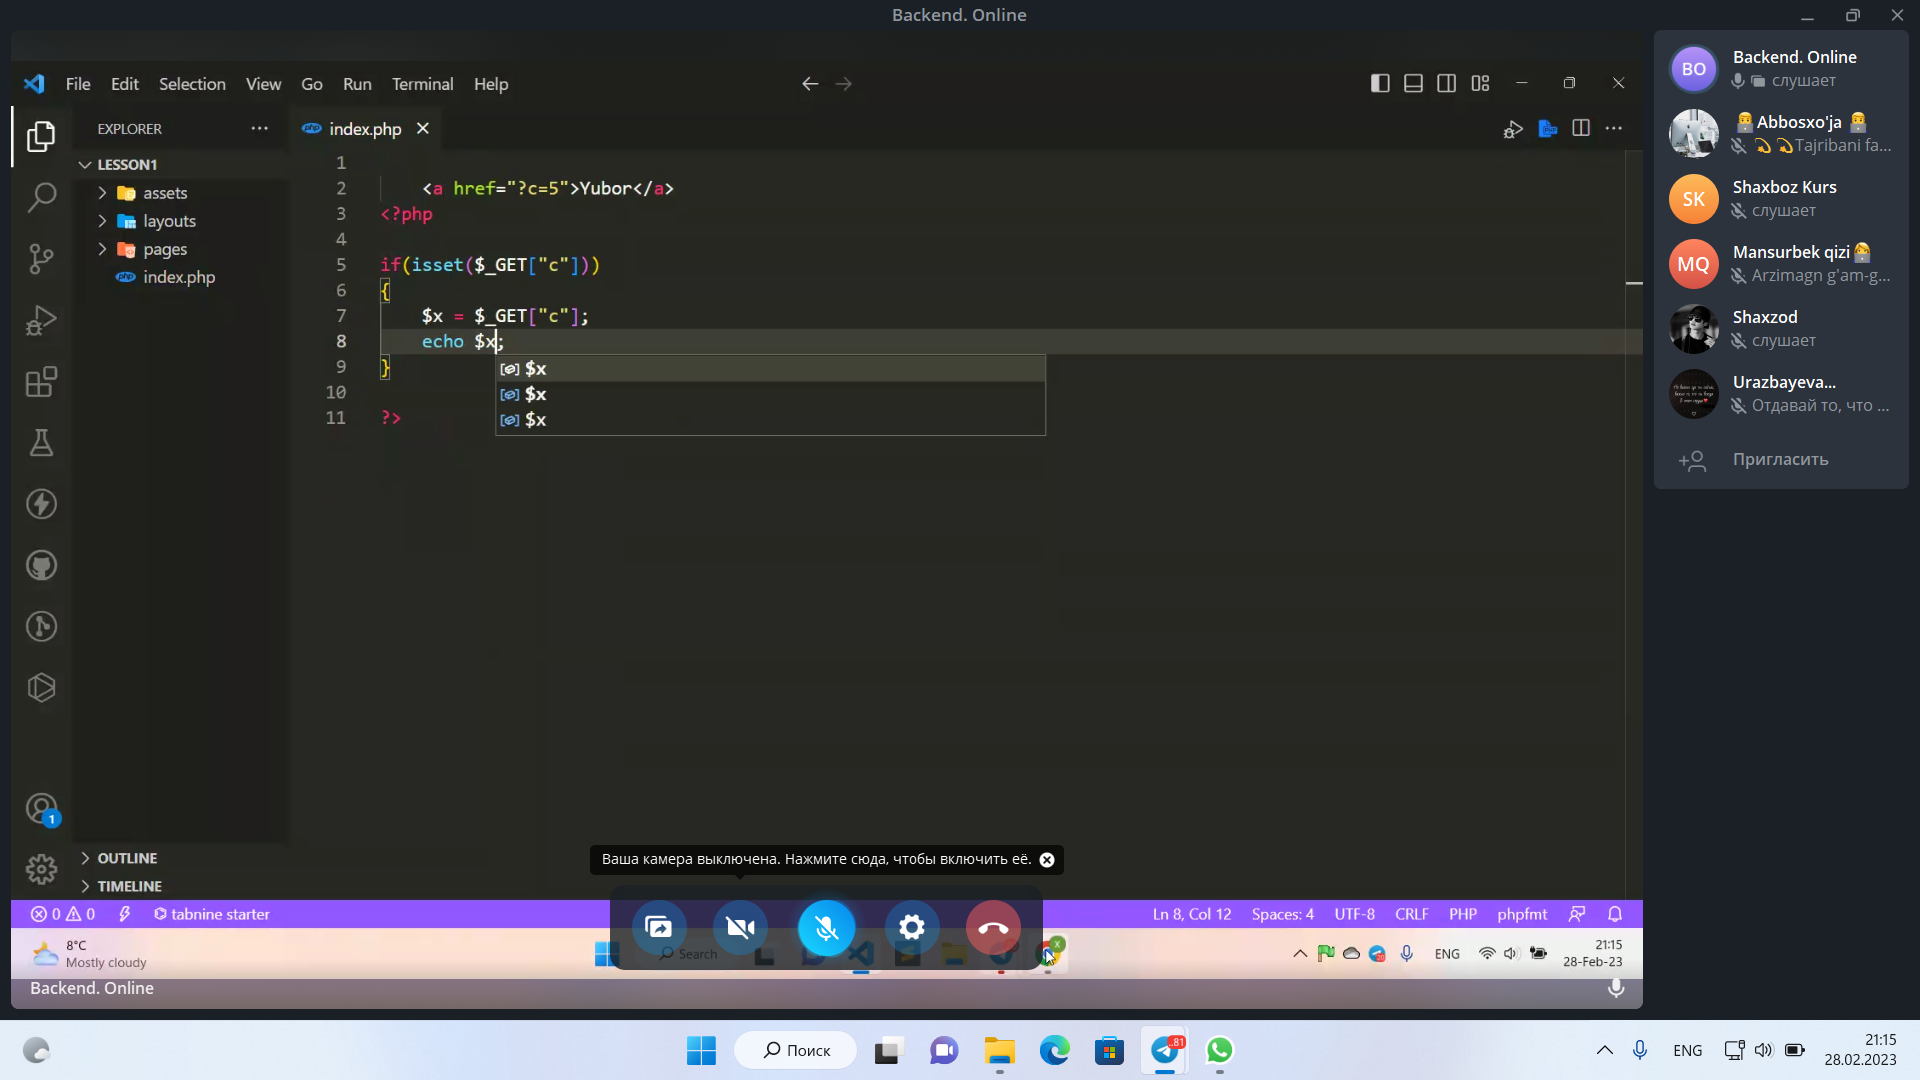 Backend. Online
File Edit Selection View Go Run Terminal Help
EXPLORER
index.php
LESSON1
assets
layouts
pages
index.php
1
2 <a href="?c=5">Yubor</a>
3 <?php
4
5 if(isset($_GET["c"]))
6 {
7 $x = $_GET["c"];
8 echo $x;
9 }
10
11 ?>
$x
$x
$x
OUTLINE
TIMELINE
1
Ваша камера выключена. Нажмите сюда, чтобы включить её.
0 0 tabnine starter
Ln 8, Col 12 Spaces: 4 UTF-8 CRLF PHP phpfmt
8°C
Mostly cloudy
Search
X
ENG
21:15
28-Feb-23
Backend. Online
BO
Backend. Online
слушает
Abbosxo'ja
Tajribani fa...
SK
Shaxboz Kurs
слушает
MQ
Mansurbek qizi
Arzimagn g'am-g...
Shaxzod
слушает
Urazbayeva...
Отдавай то, что ...
Пригласить
Поиск
..81
ENG
21:15
28.02.2023